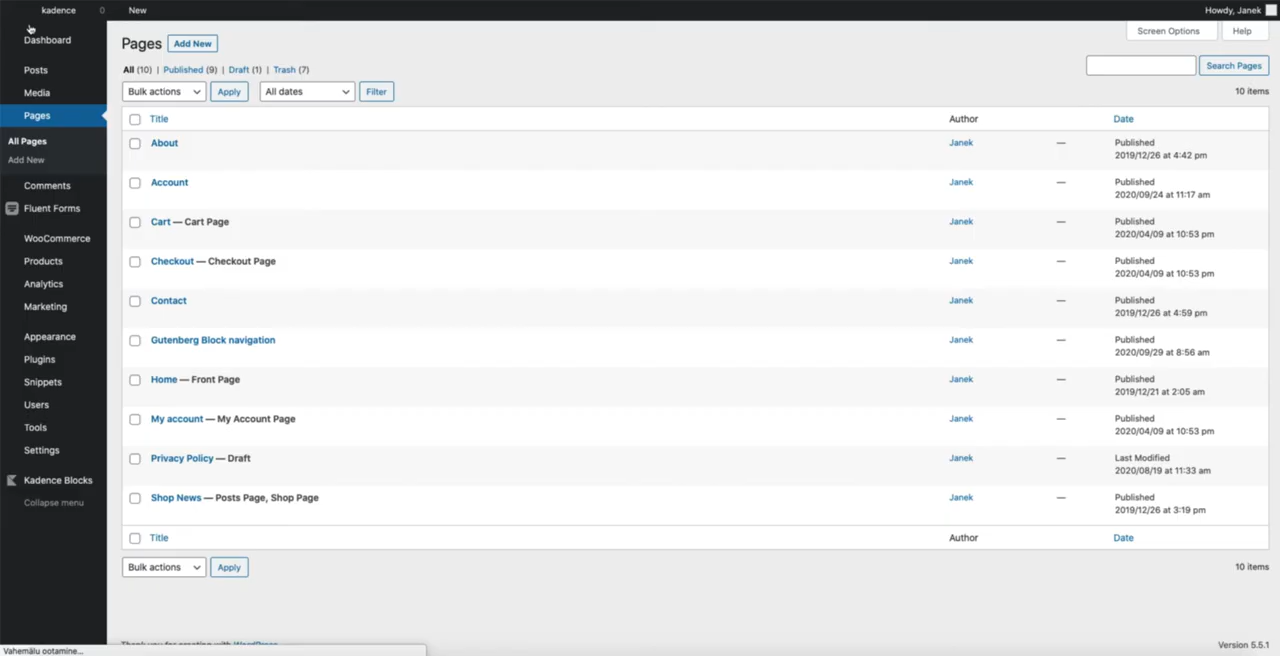 kadence 0 New Howdy, Janek
Dashboard
Posts
Media
Pages
All Pages
Add New
Comments
Fluent Forms
WooCommerce
Products
Analytics
Marketing
Appearance
Plugins
Snippets
Users
Tools
Settings
Kadence Blocks
Collapse menu
Screen Options Help
Pages Add New
All (10) | Published (9) | Draft (1) | Trash (7)
Search Pages
Bulk actions Apply All dates Filter 10 items
Title Author Date
About Janek — Published
2019/12/26 at 4:42 pm
Account Janek — Published
2020/09/24 at 11:17 am
Cart — Cart Page Janek — Published
2020/04/09 at 10:53 pm
Checkout — Checkout Page Janek — Published
2020/04/09 at 10:53 pm
Contact Janek — Published
2019/12/26 at 4:59 pm
Gutenberg Block navigation Janek — Published
2020/09/29 at 8:56 am
Home — Front Page Janek — Published
2019/12/21 at 2:05 am
My account — My Account Page Janek — Published
2020/04/09 at 10:53 pm
Privacy Policy — Draft Janek — Last Modified
2020/08/19 at 11:33 am
Shop News — Posts Page, Shop Page Janek — Published
2019/12/26 at 3:19 pm
Title Author Date
Bulk actions Apply 10 items
Thank you for creating with WordPress Version 5.5.1
Vahemälu ootamine...